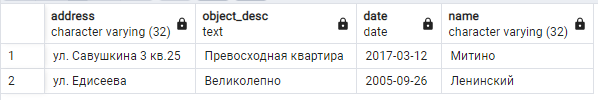 address object_desc date name
character varying (32) text date character varying (32)
1 ул. Савушкина 3 кв.25 Превосходная квартира 2017-03-12 Митино
2 ул. Едисеева Великолепно 2005-09-26 Ленинский